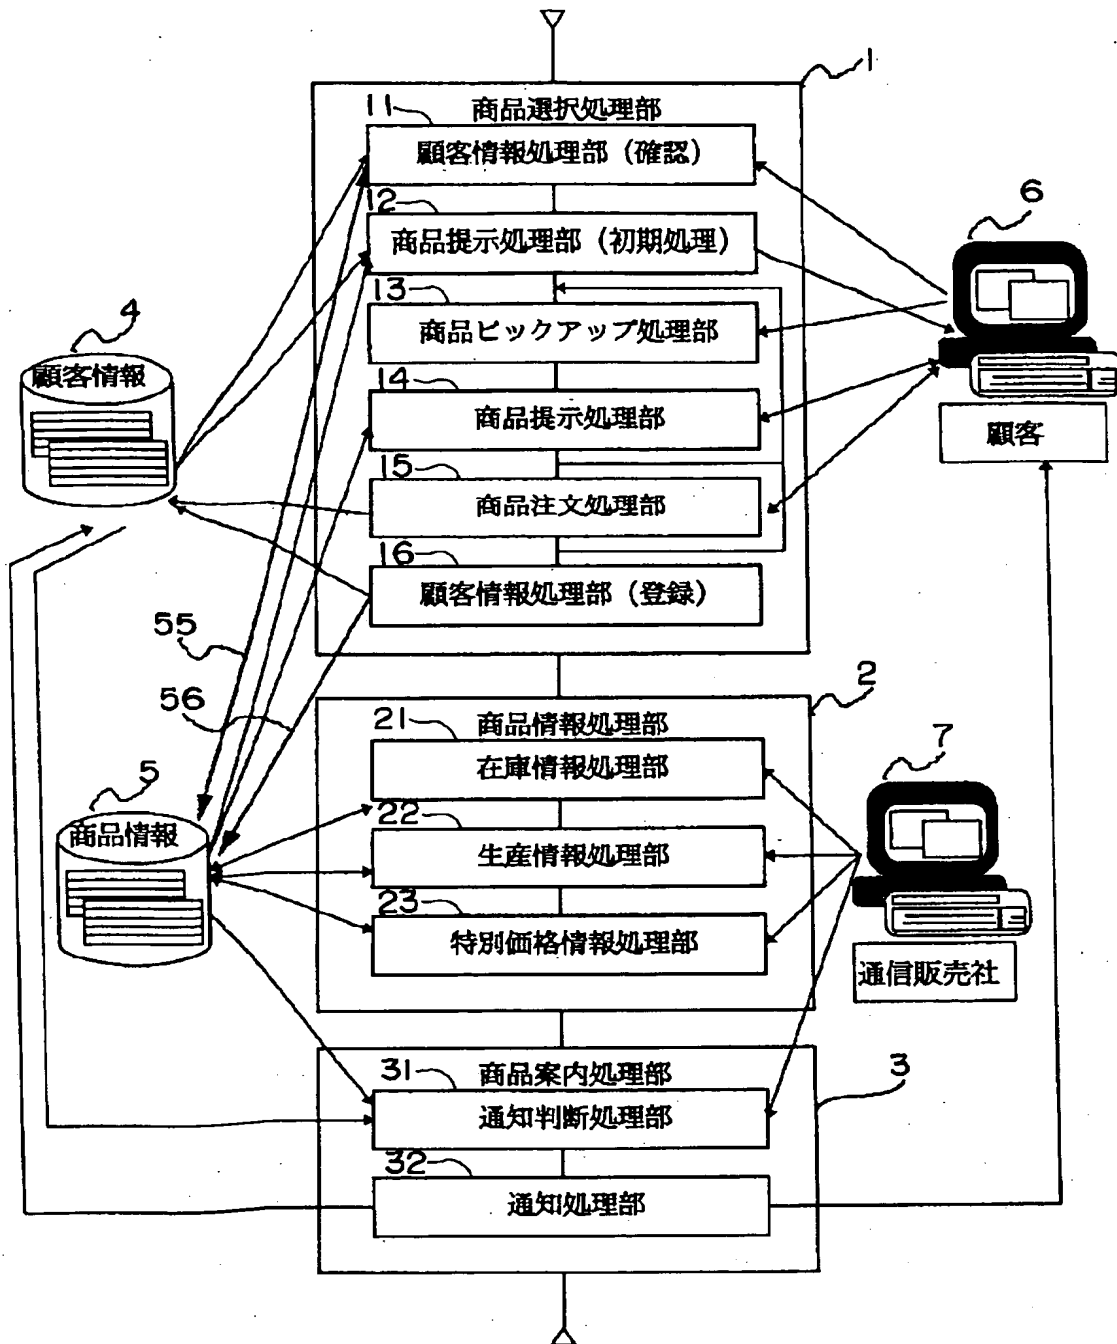 1
商品選択処理部
11
顧客情報処理部（確認）
12
商品提示処理部（初期処理）
6
13
商品ピックアップ処理部
4
顧客情報
14
商品提示処理部
顧客
15
商品注文処理部
16
顧客情報処理部（登録）
55
56
2
商品情報処理部
21
在庫情報処理部
7
5
商品情報
22
生産情報処理部
23
特別価格情報処理部
通信販売社
3
商品案内処理部
31
通知判断処理部
32
通知処理部